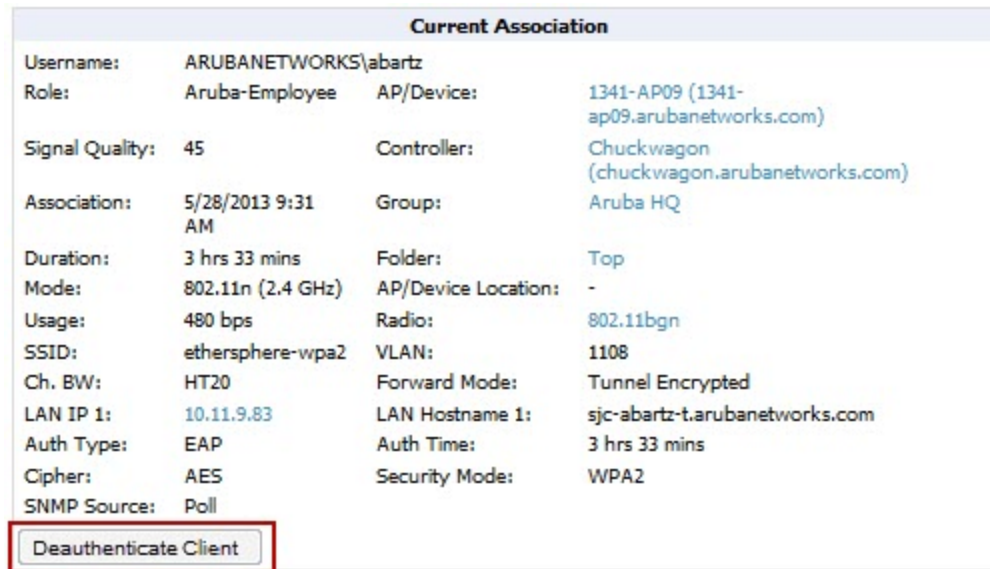 Current Association
Username: ARUBANETWORKS\abartz
Role: Aruba-Employee AP/Device: 1341-AP09 (1341-
ap09.arubanetworks.com)
Signal Quality: 45 Controller: Chuckwagon
(chuckwagon.arubanetworks.com)
Association: 5/28/2013 9:31 Group: Aruba HQ
AM
Duration: 3 hrs 33 mins Folder: Top
Mode: 802.11n (2.4 GHz) AP/Device Location: -
Usage: 480 bps Radio: 802.11bgn
SSID: ethersphere-wpa2 VLAN: 1108
Ch. BW: HT20 Forward Mode: Tunnel Encrypted
LAN IP 1: 10.11.9.83 LAN Hostname 1: sjc-abartz-t.arubanetworks.com
Auth Type: EAP Auth Time: 3 hrs 33 mins
Cipher: AES Security Mode: WPA2
SNMP Source: Poll
Deauthenticate Client